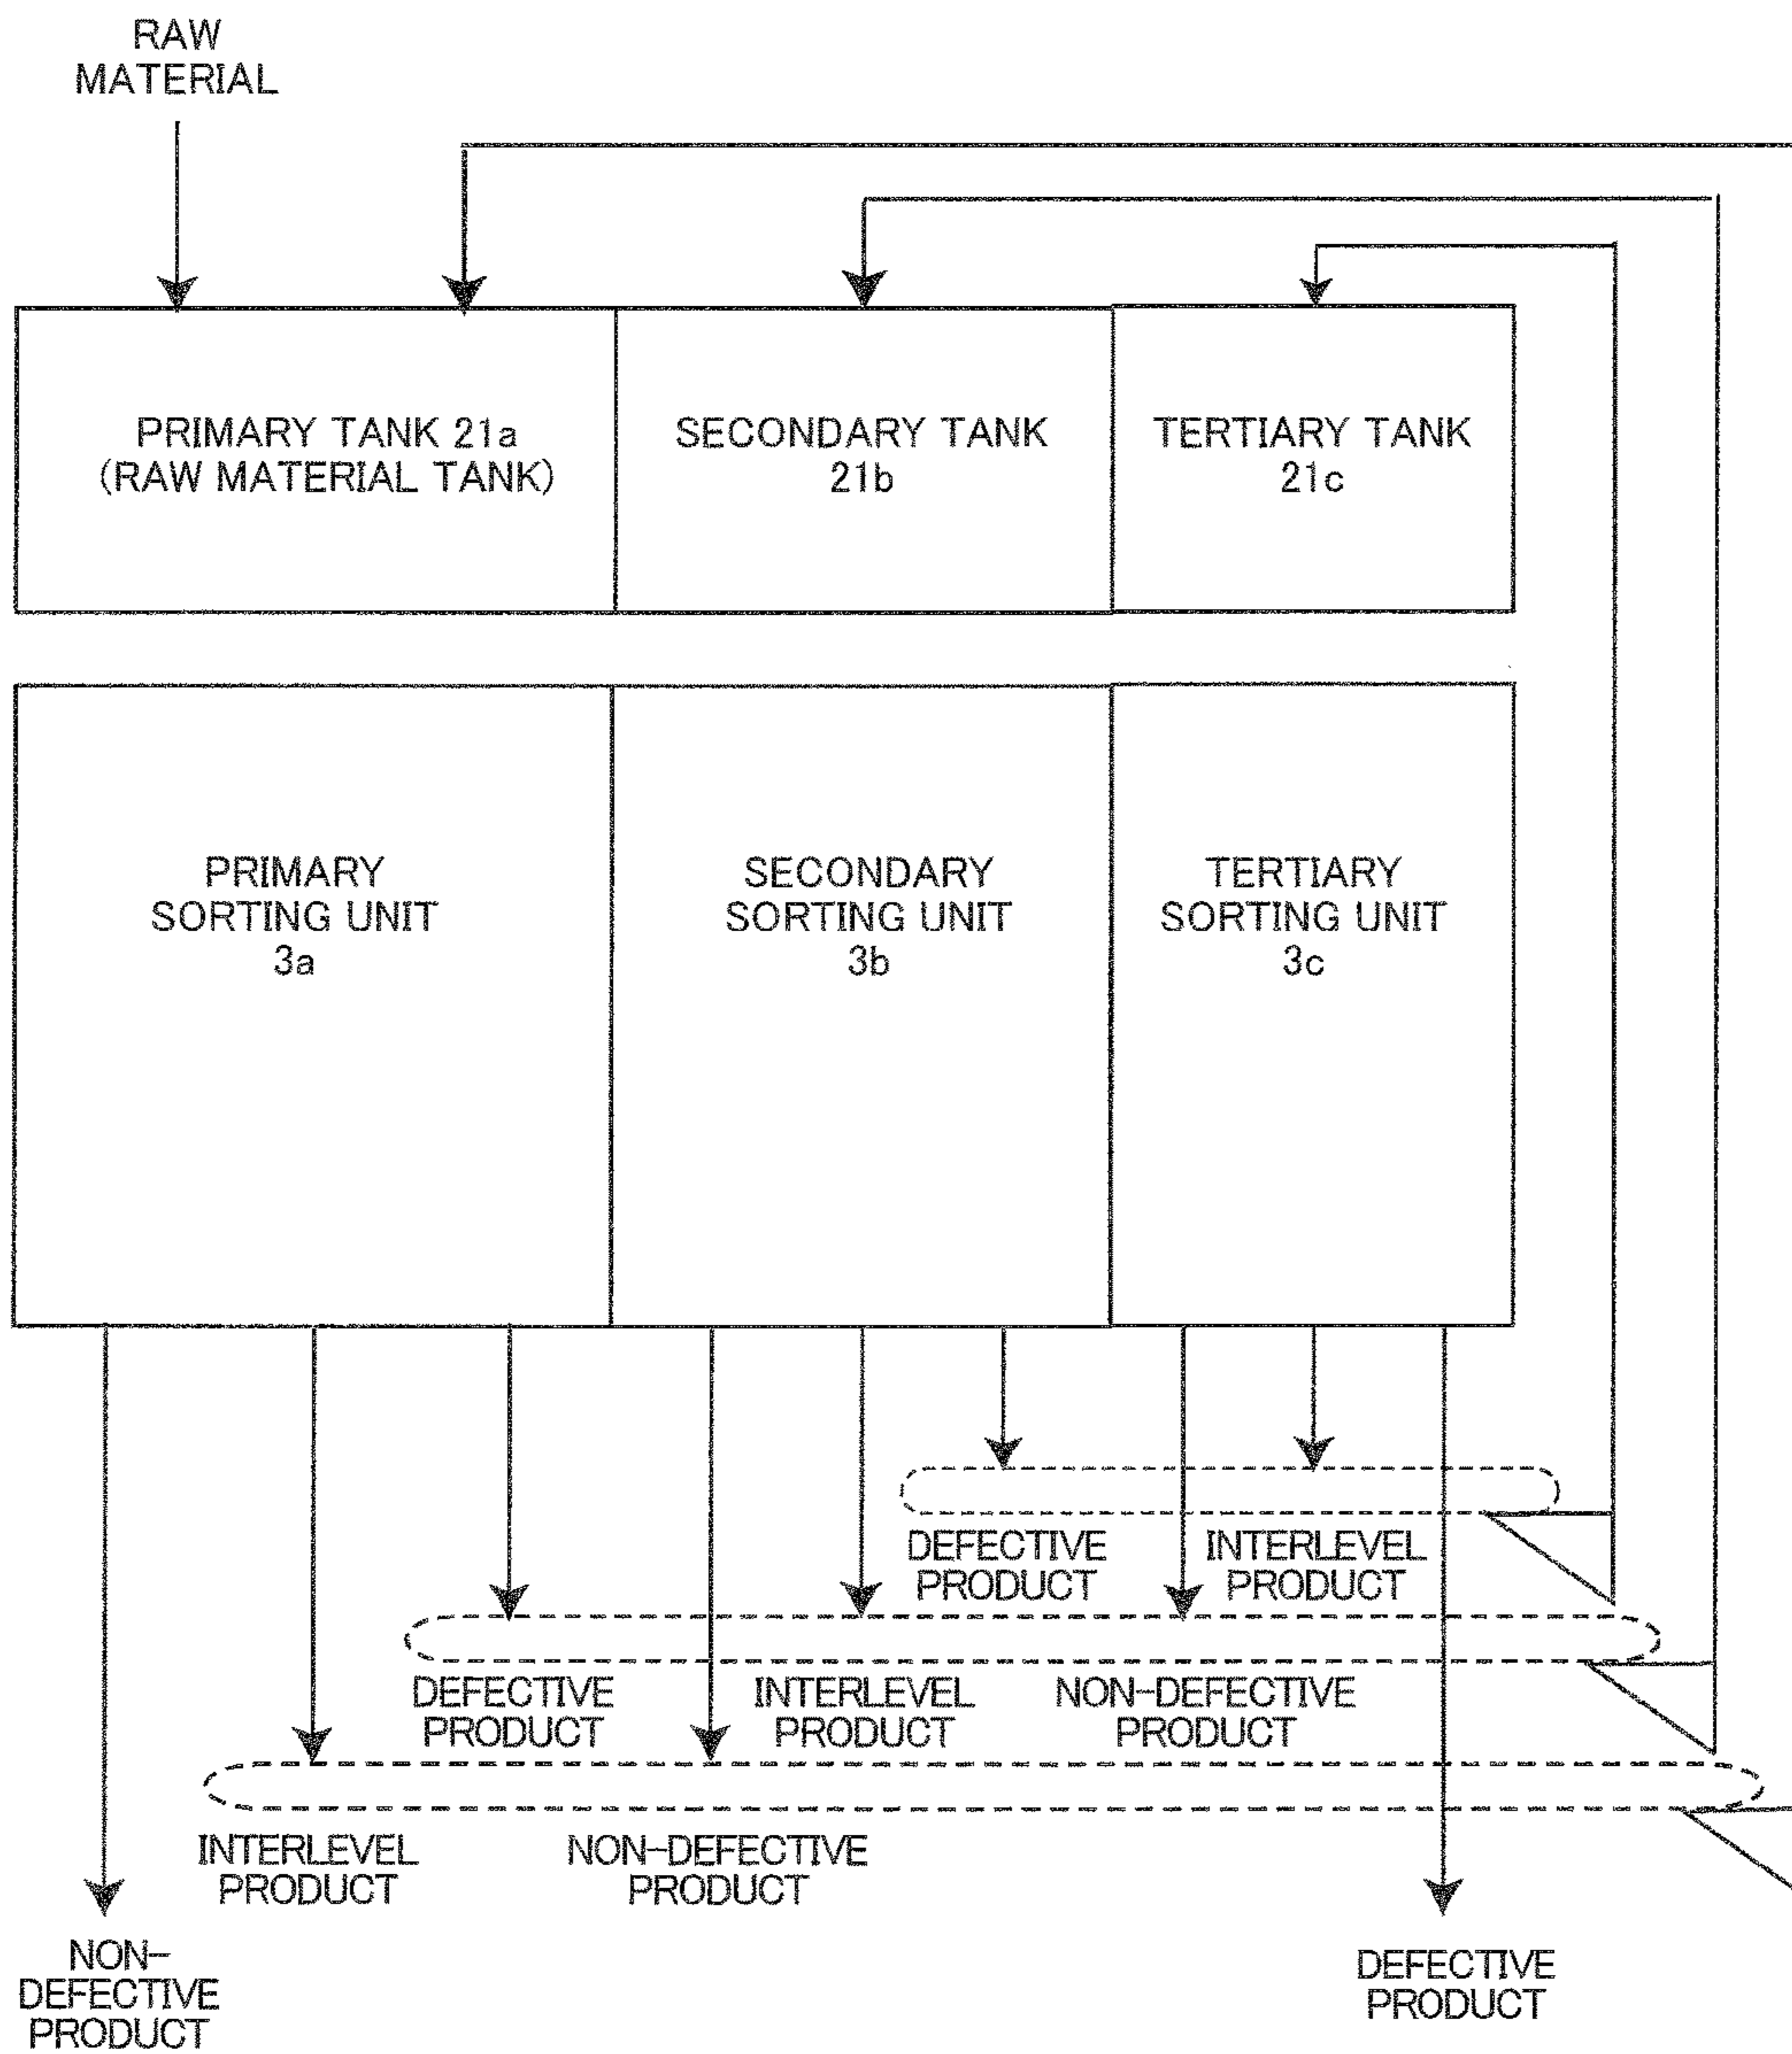 RAW
MATERIAL
PRIMARY TANK 21a
(RAW MATERIAL TANK)
SECONDARY TANK
21b
TERTIARY TANK
21c
PRIMARY
SORTING UNIT
3a
SECONDARY
SORTING UNIT
3b
TERTIARY
SORTING UNIT
3c
DEFECTIVE
PRODUCT
INTERLEVEL
PRODUCT
DEFECTIVE
PRODUCT
INTERLEVEL
PRODUCT
NON-DEFECTIVE
PRODUCT
INTERLEVEL
PRODUCT
NON-DEFECTIVE
PRODUCT
NON-
DEFECTIVE
PRODUCT
DEFECTIVE
PRODUCT